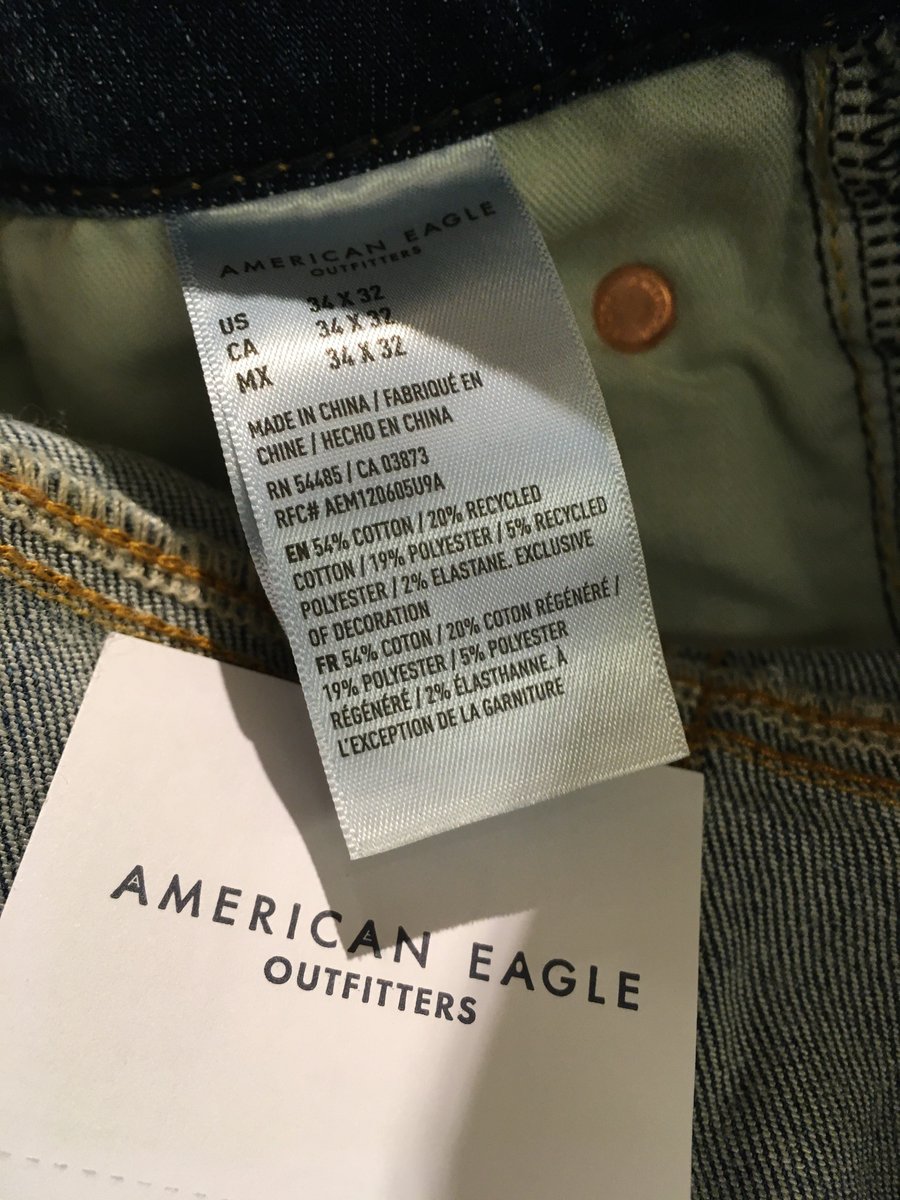 AMERICAN EAGLE
OUTFITTERS
US 34 X 32
CA 34 X 32
MX 34 X 32
MADE IN CHINA / FABRIQUÉ EN
CHINE / HECHO EN CHINA
RN 54485 / CA 03873
RFC# AEM120605U9A
EN 54% COTTON / 20% RECYCLED
COTTON / 19% POLYESTER / 5% RECYCLED
POLYESTER / 2% ELASTANE. EXCLUSIVE
OF DECORATION
FR 54% COTON / 20% COTON RÉGÉNÉRÉ /
19% POLYESTER / 5% POLYESTER
RÉGÉNÉRÉ / 2% ÉLASTHANNE. À
L'EXCEPTION DE LA GARNITURE
AMERICAN EAGLE
OUTFITTERS